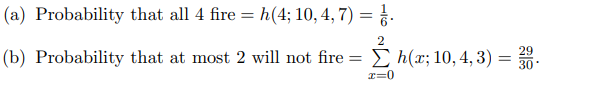 (a) Probability that all 4 fire = h(4; 10, 4, 7) = 1/6.
(b) Probability that at most 2 will not fire = ∑_{x=0}^{2} h(x; 10, 4, 3) = 29/30.